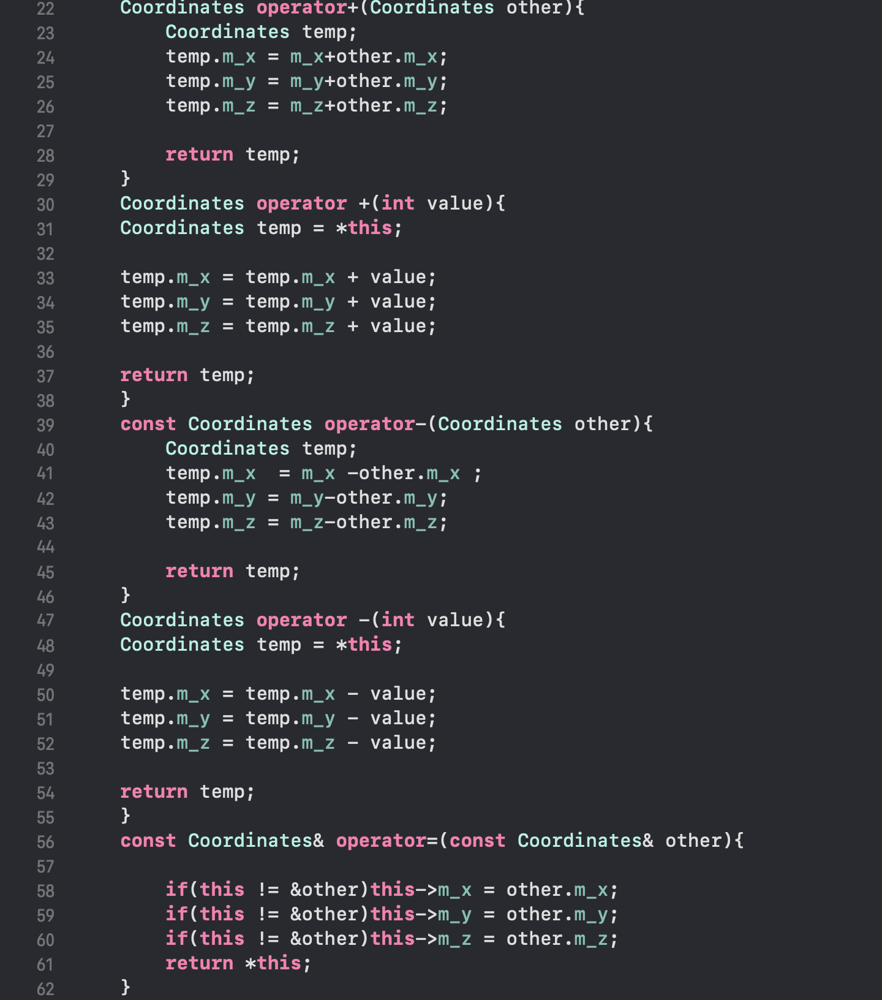 22 Coordinates operator+(Coordinates other){
23 Coordinates temp;
24 temp.m_x = m_x+other.m_x;
25 temp.m_y = m_y+other.m_y;
26 temp.m_z = m_z+other.m_z;
27
28 return temp;
29 }
30 Coordinates operator +(int value){
31 Coordinates temp = *this;
32
33 temp.m_x = temp.m_x + value;
34 temp.m_y = temp.m_y + value;
35 temp.m_z = temp.m_z + value;
36
37 return temp;
38 }
39 const Coordinates operator-(Coordinates other){
40 Coordinates temp;
41 temp.m_x  = m_x -other.m_x ;
42 temp.m_y = m_y-other.m_y;
43 temp.m_z = m_z-other.m_z;
44
45 return temp;
46 }
47 Coordinates operator -(int value){
48 Coordinates temp = *this;
49
50 temp.m_x = temp.m_x - value;
51 temp.m_y = temp.m_y - value;
52 temp.m_z = temp.m_z - value;
53
54 return temp;
55 }
56 const Coordinates& operator=(const Coordinates& other){
57
58 if(this != &other)this->m_x = other.m_x;
59 if(this != &other)this->m_y = other.m_y;
60 if(this != &other)this->m_z = other.m_z;
61 return *this;
62 }